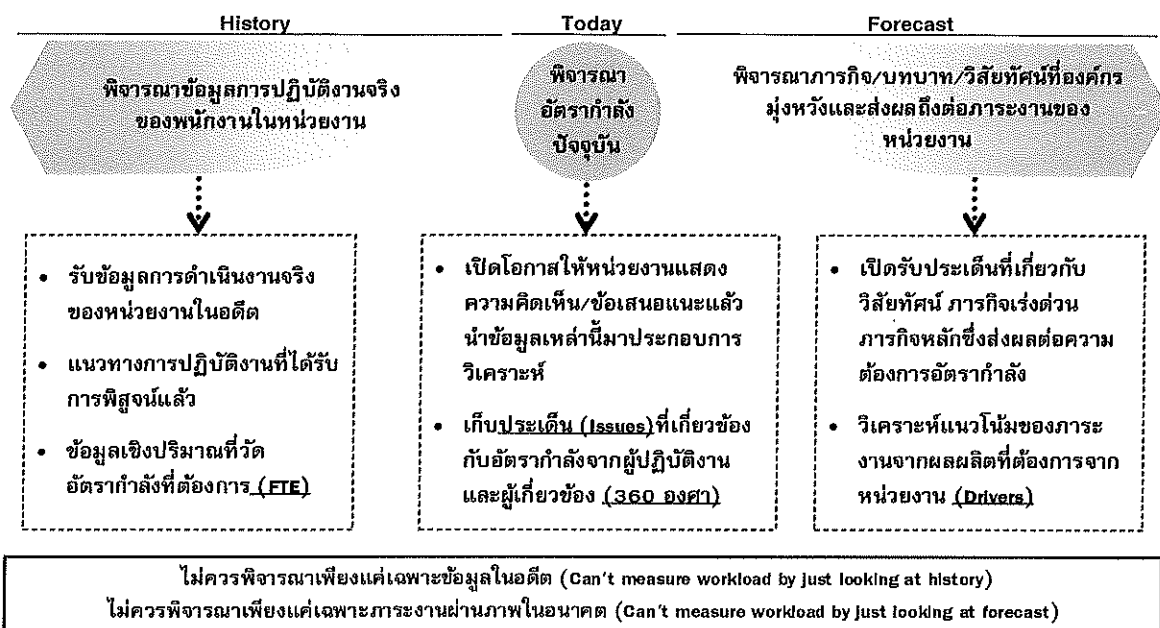 History
Today
Forecast
พิจารณาข้อมูลการปฏิบัติงานจริง
ของพนักงานในหน่วยงาน
พิจารณา
อัตรากำลัง
ปัจจุบัน
พิจารณาภารกิจ/บทบาท/วิสัยทัศน์ที่องค์กร
มุ่งหวังและส่งผลถึงต่อภาระงานของ
หน่วยงาน
• รับข้อมูลการดำเนินงานจริง
ของหน่วยงานในอดีต
• แนวทางการปฏิบัติงานที่ได้รับ
การพิสูจน์แล้ว
• ข้อมูลเชิงปริมาณที่วัด
อัตรากำลังที่ต้องการ (FTE)
• เปิดโอกาสให้หน่วยงานแสดง
ความคิดเห็น/ข้อเสนอแนะแล้ว
นำข้อมูลเหล่านี้มาประกอบการ
วิเคราะห์
• เก็บประเด็น (Issues)ที่เกี่ยวข้อง
กับอัตรากำลังจากผู้ปฏิบัติงาน
และผู้เกี่ยวข้อง (360 องศา)
• เปิดรับประเด็นที่เกี่ยวกับ
วิสัยทัศน์ ภารกิจเร่งด่วน
ภารกิจหลักซึ่งส่งผลต่อความ
ต้องการอัตรากำลัง
• วิเคราะห์แนวโน้มของภาระ
งานจากผลผลิตที่ต้องการจาก
หน่วยงาน (Drivers)
ไม่ควรพิจารณาเพียงแค่เฉพาะข้อมูลในอดีต (Can't measure workload by just looking at history)
ไม่ควรพิจารณาเพียงแค่เฉพาะภาระงานผ่านภาพในอนาคต (Can't measure workload by just looking at forecast)